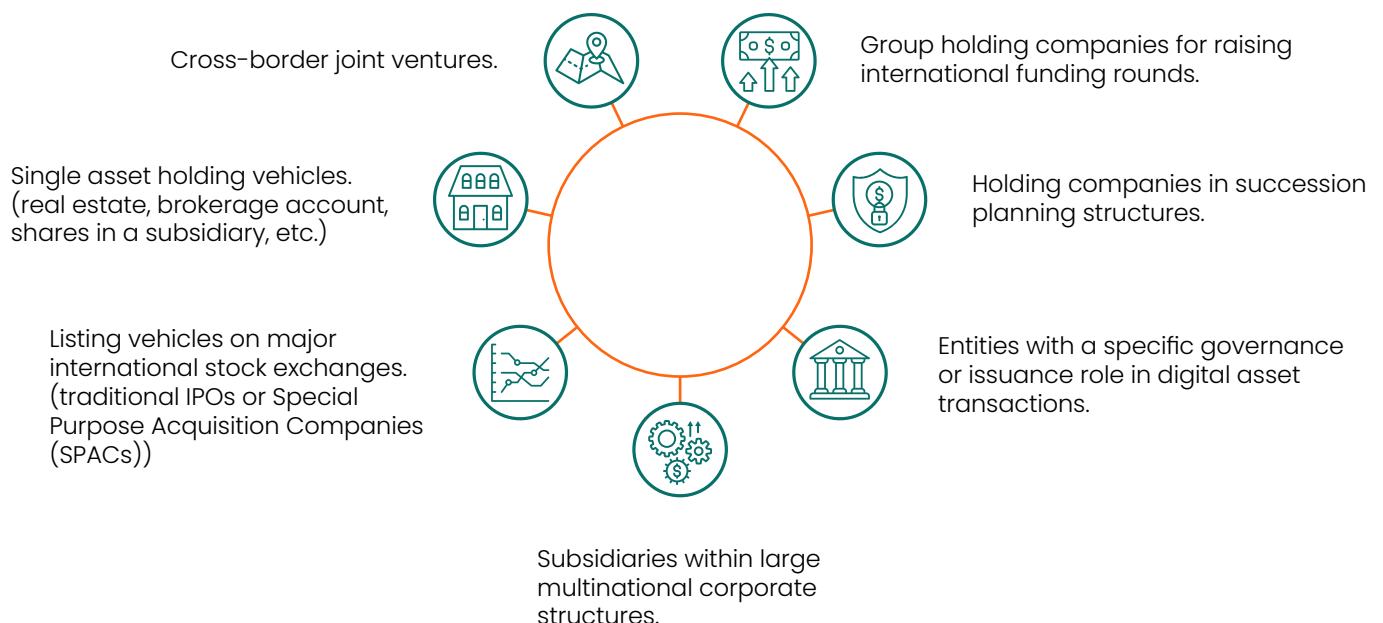 Cross-border joint ventures.
Group holding companies for raising
international funding rounds.
Single asset holding vehicles.
(real estate, brokerage account,
shares in a subsidiary, etc.)
Holding companies in succession
planning structures.
Listing vehicles on major
international stock exchanges.
(traditional IPOs or Special
Purpose Acquisition Companies
(SPACs))
Entities with a specific governance
or issuance role in digital asset
transactions.
Subsidiaries within large
multinational corporate
structures.